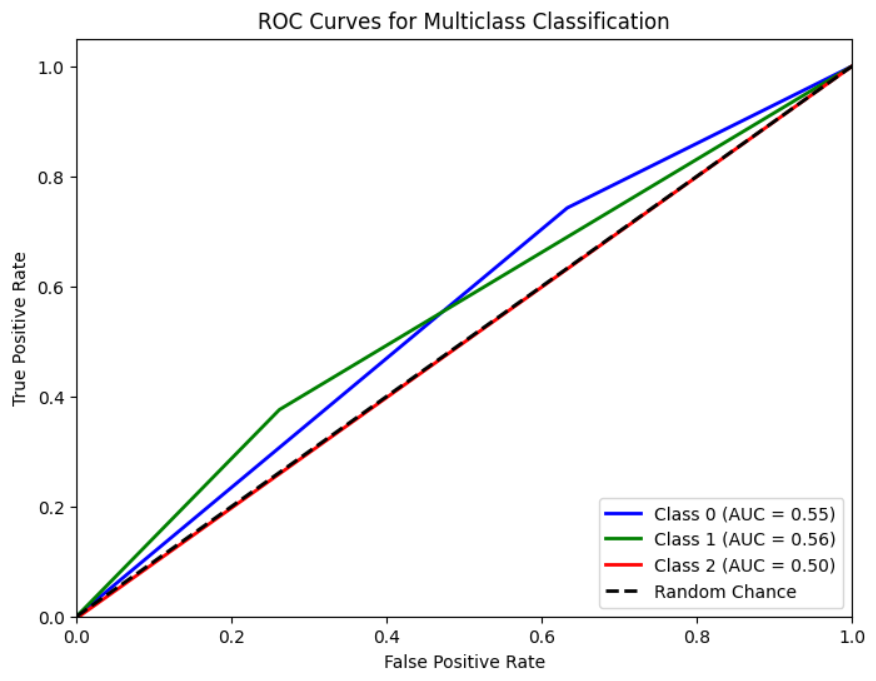 ROC Curves for Multiclass Classification
True Positive Rate
1.0
0.8
0.6
0.4
0.2
0.0
0.0 0.2 0.4 0.6 0.8 1.0
False Positive Rate
Class 0 (AUC = 0.55)
Class 1 (AUC = 0.56)
Class 2 (AUC = 0.50)
Random Chance